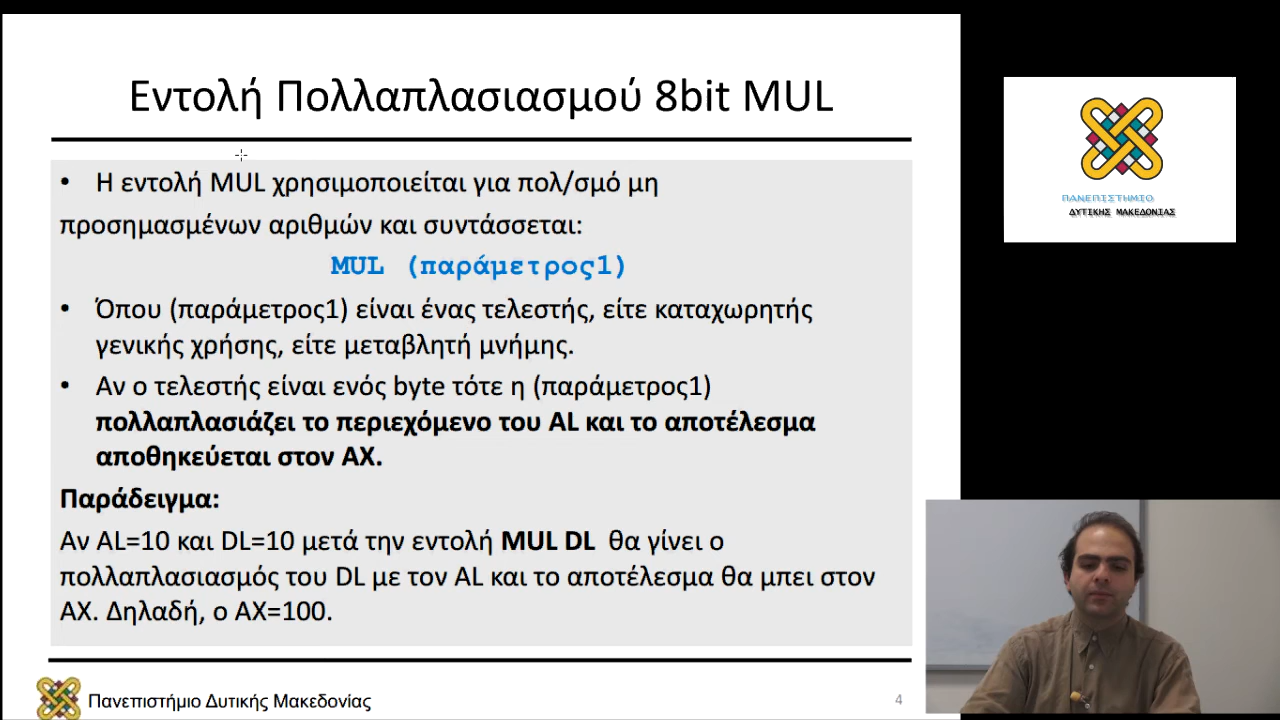 Εντολή Πολλαπλασιασμού 8bit MUL
• Η εντολή MUL χρησιμοποιείται για πολ/σμό μη
προσημασμένων αριθμών και συντάσσεται:
MUL (παράμετρος1)
• Όπου (παράμετρος1) είναι ένας τελεστής, είτε καταχωρητής
γενικής χρήσης, είτε μεταβλητή μνήμης.
• Αν ο τελεστής είναι ενός byte τότε η (παράμετρος1)
πολλαπλασιάζει το περιεχόμενο του AL και το αποτέλεσμα
αποθηκεύεται στον AX.
Παράδειγμα:
Αν AL=10 και DL=10 μετά την εντολή MUL DL θα γίνει ο
πολλαπλασιασμός του DL με τον AL και το αποτέλεσμα θα μπει στον
AX. Δηλαδή, ο AX=100.
Πανεπιστήμιο Δυτικής Μακεδονίας
4
ΠΑΝΕΠΙΣΤΗΜΙΟ
ΔΥΤΙΚΗΣ ΜΑΚΕΔΟΝΙΑΣ